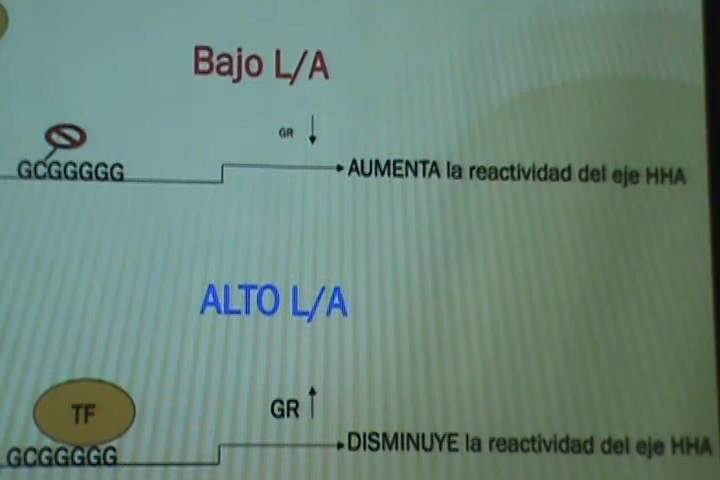 Bajo L/A
GR
GCGGGGG
AUMENTA la reactividad del eje HHA
ALTO L/A
TF
GR
GCGGGGG
DISMINUYE la reactividad del eje HHA